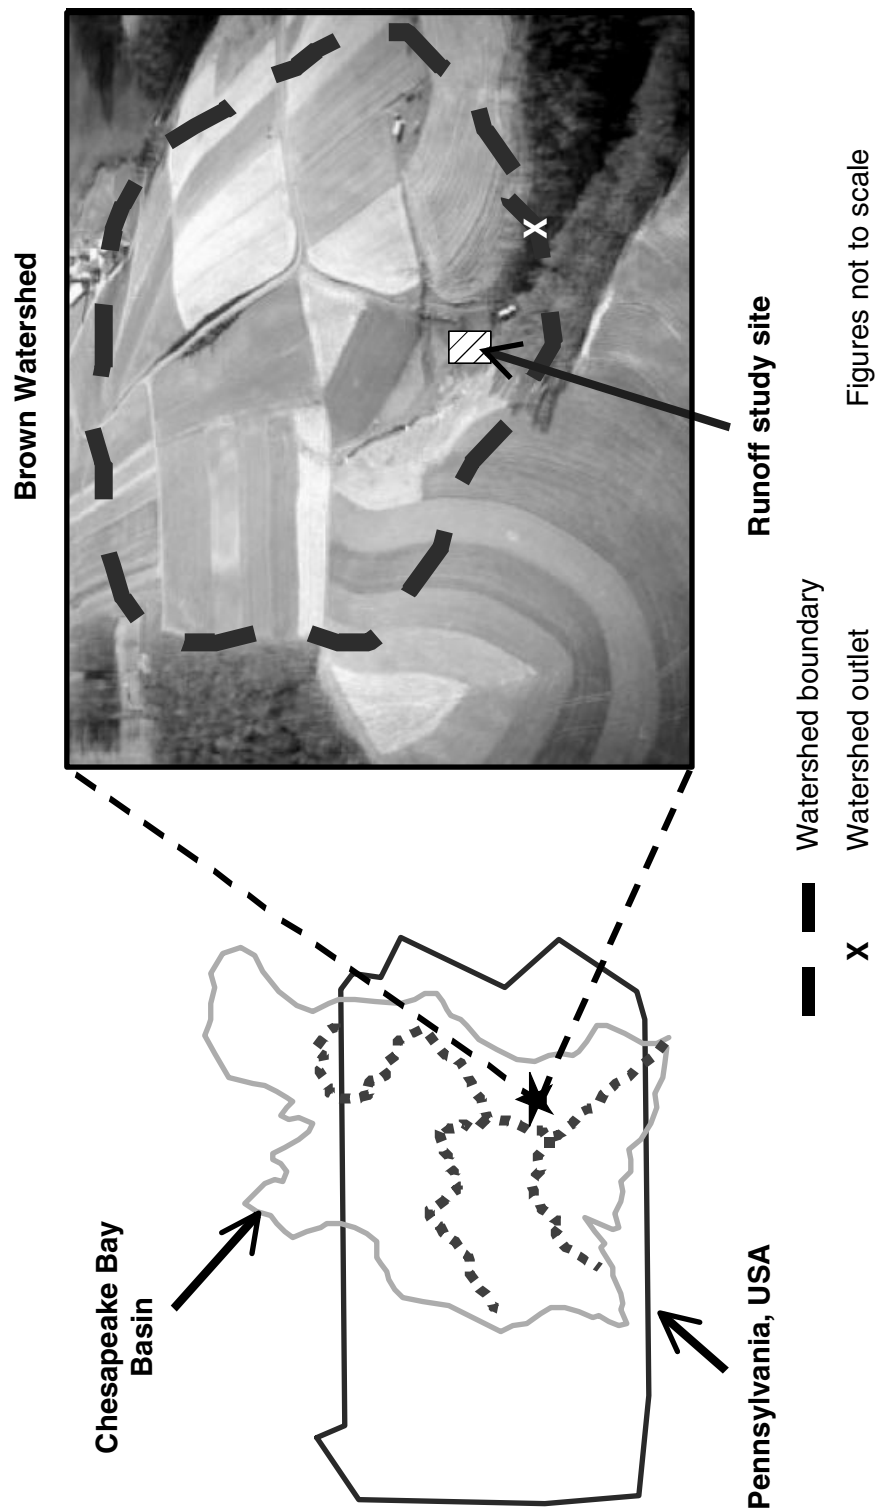 Brown Watershed
Chesapeake Bay
Basin
X
Runoff study site
Pennsylvania, USA
Watershed boundary
X Watershed outlet
Figures not to scale